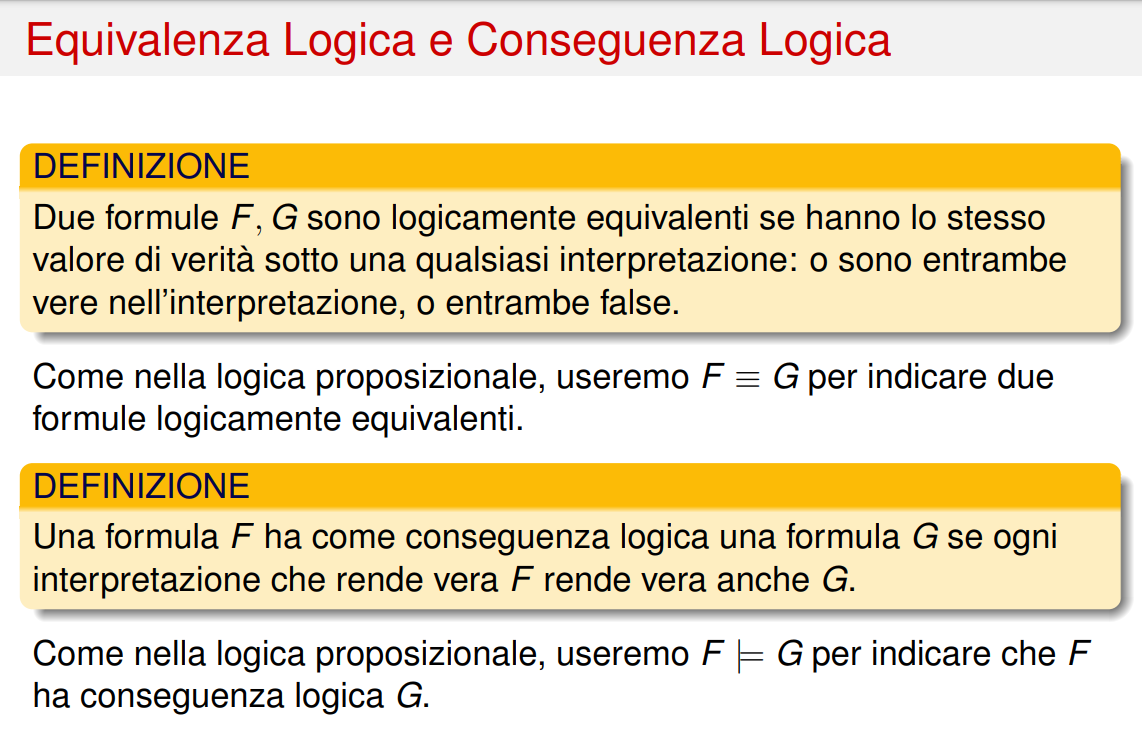 Equivalenza Logica e Conseguenza Logica
DEFINIZIONE
Due formule F, G sono logicamente equivalenti se hanno lo stesso
valore di verità sotto una qualsiasi interpretazione: o sono entrambe
vere nell'interpretazione, o entrambe false.
Come nella logica proposizionale, useremo F ≡ G per indicare due
formule logicamente equivalenti.
DEFINIZIONE
Una formula F ha come conseguenza logica una formula G se ogni
interpretazione che rende vera F rende vera anche G.
Come nella logica proposizionale, useremo F ⊨ G per indicare che F
ha conseguenza logica G.